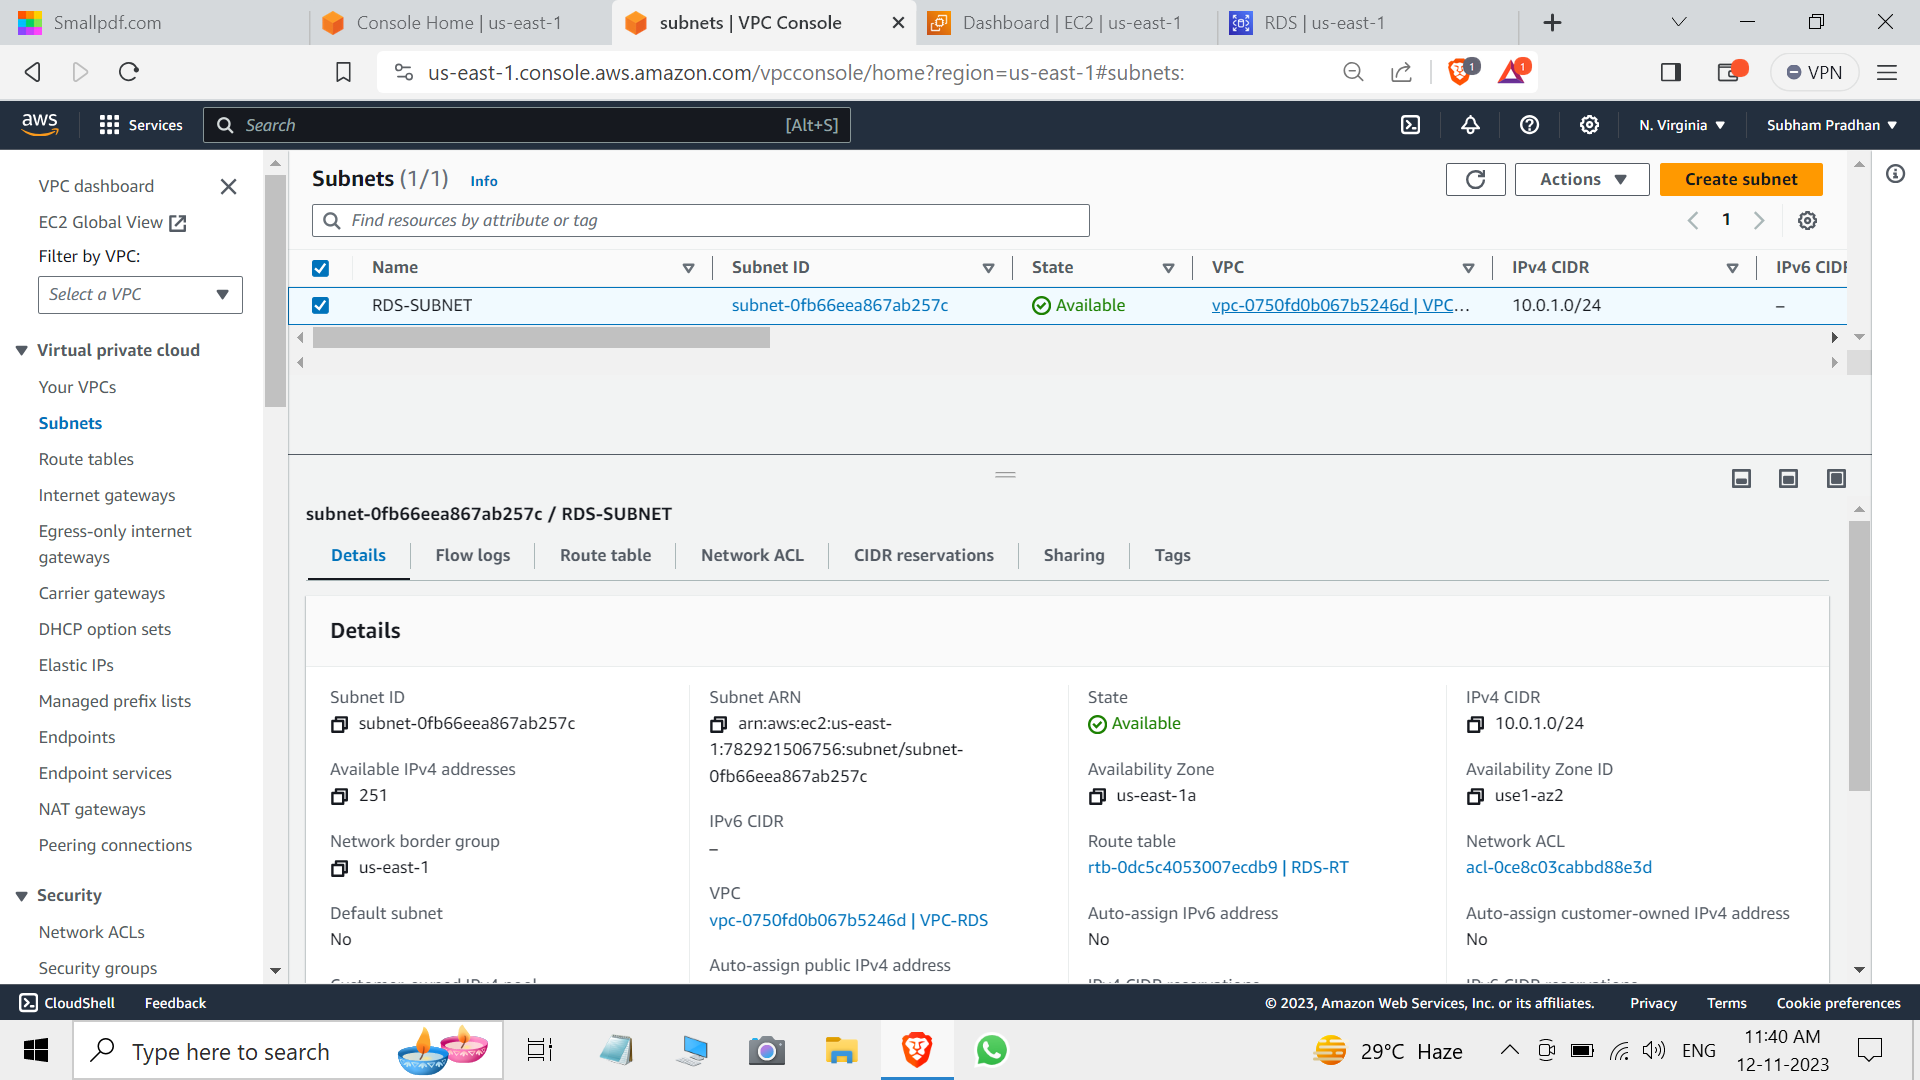 Smallpdf.com
Console Home | us-east-1
subnets | VPC Console
Dashboard | EC2 | us-east-1
RDS | us-east-1
us-east-1.console.aws.amazon.com/vpcconsole/home?region=us-east-1#subnets:
1
1
VPN
aws
Services
Search
[Alt+S]
N. Virginia
Subham Pradhan
VPC dashboard
EC2 Global View
Filter by VPC:
Select a VPC
Virtual private cloud
Your VPCs
Subnets
Route tables
Internet gateways
Egress-only internet
gateways
Carrier gateways
DHCP option sets
Elastic IPs
Managed prefix lists
Endpoints
Endpoint services
NAT gateways
Peering connections
Security
Network ACLs
Security groups
Subnets (1/1) Info
Actions
Create subnet
Find resources by attribute or tag
1
Name
Subnet ID
State
VPC
IPv4 CIDR
IPv6 CIDR
RDS-SUBNET
subnet-0fb66eea867ab257c
Available
vpc-0750fd0b067b5246d | VPC...
10.0.1.0/24
–
subnet-0fb66eea867ab257c / RDS-SUBNET
Details
Flow logs
Route table
Network ACL
CIDR reservations
Sharing
Tags
Details
Subnet ID
subnet-0fb66eea867ab257c
Available IPv4 addresses
251
Network border group
us-east-1
Default subnet
No
Customer-owned IPv4 pool
Subnet ARN
arn:aws:ec2:us-east-
1:782921506756:subnet/subnet-
0fb66eea867ab257c
IPv6 CIDR
–
VPC
vpc-0750fd0b067b5246d | VPC-RDS
Auto-assign public IPv4 address
State
Available
Availability Zone
us-east-1a
Route table
rtb-0dc5c4053007ecdb9 | RDS-RT
Auto-assign IPv6 address
No
IPv4 CIDR reservations
IPv4 CIDR
10.0.1.0/24
Availability Zone ID
use1-az2
Network ACL
acl-0ce8c03cabbd88e3d
Auto-assign customer-owned IPv4 address
No
IPv6 CIDR reservations
CloudShell
Feedback
© 2023, Amazon Web Services, Inc. or its affiliates.
Privacy
Terms
Cookie preferences
Type here to search
29°C Haze
ENG
11:40 AM
12-11-2023